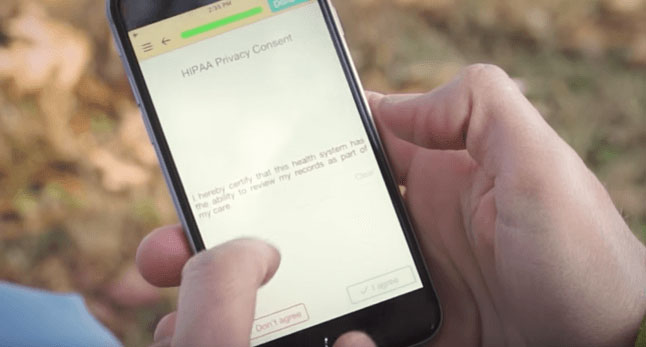 2:55 PM
HIPAA Privacy Consent
I hereby certify that this health system has
the ability to review my records as part of
my care.
Clear
Don't agree
✓ I agree